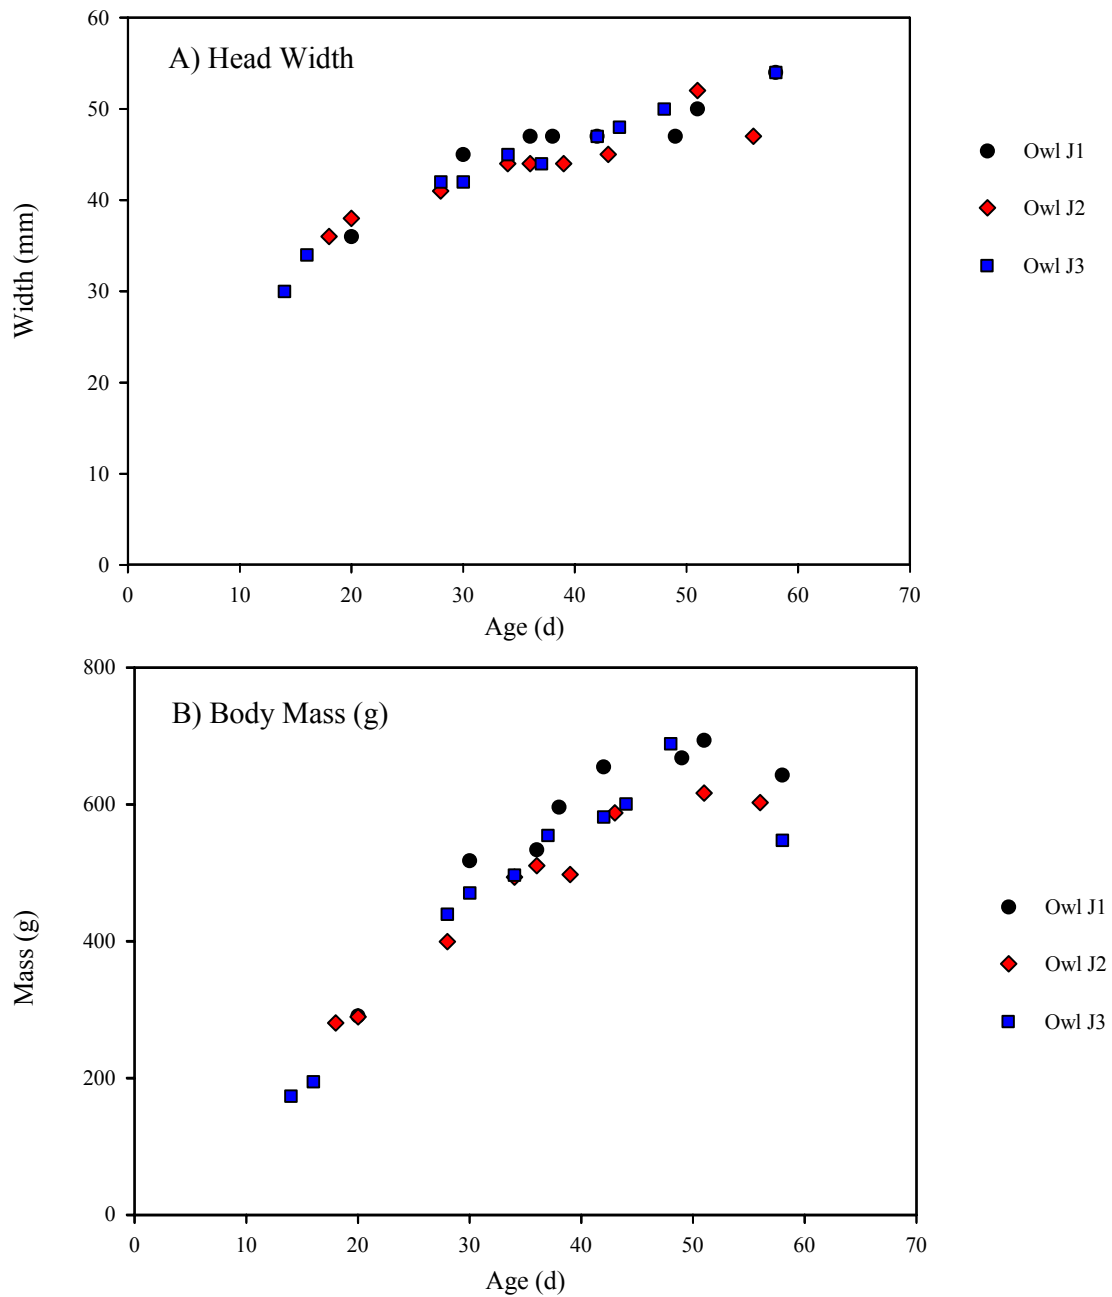 A) Head Width
60
50
40
30
20
10
0
Width (mm)
0 10 20 30 40 50 60 70
Age (d)
Owl J1
Owl J2
Owl J3
B) Body Mass (g)
800
600
400
200
0
Mass (g)
0 10 20 30 40 50 60 70
Age (d)
Owl J1
Owl J2
Owl J3